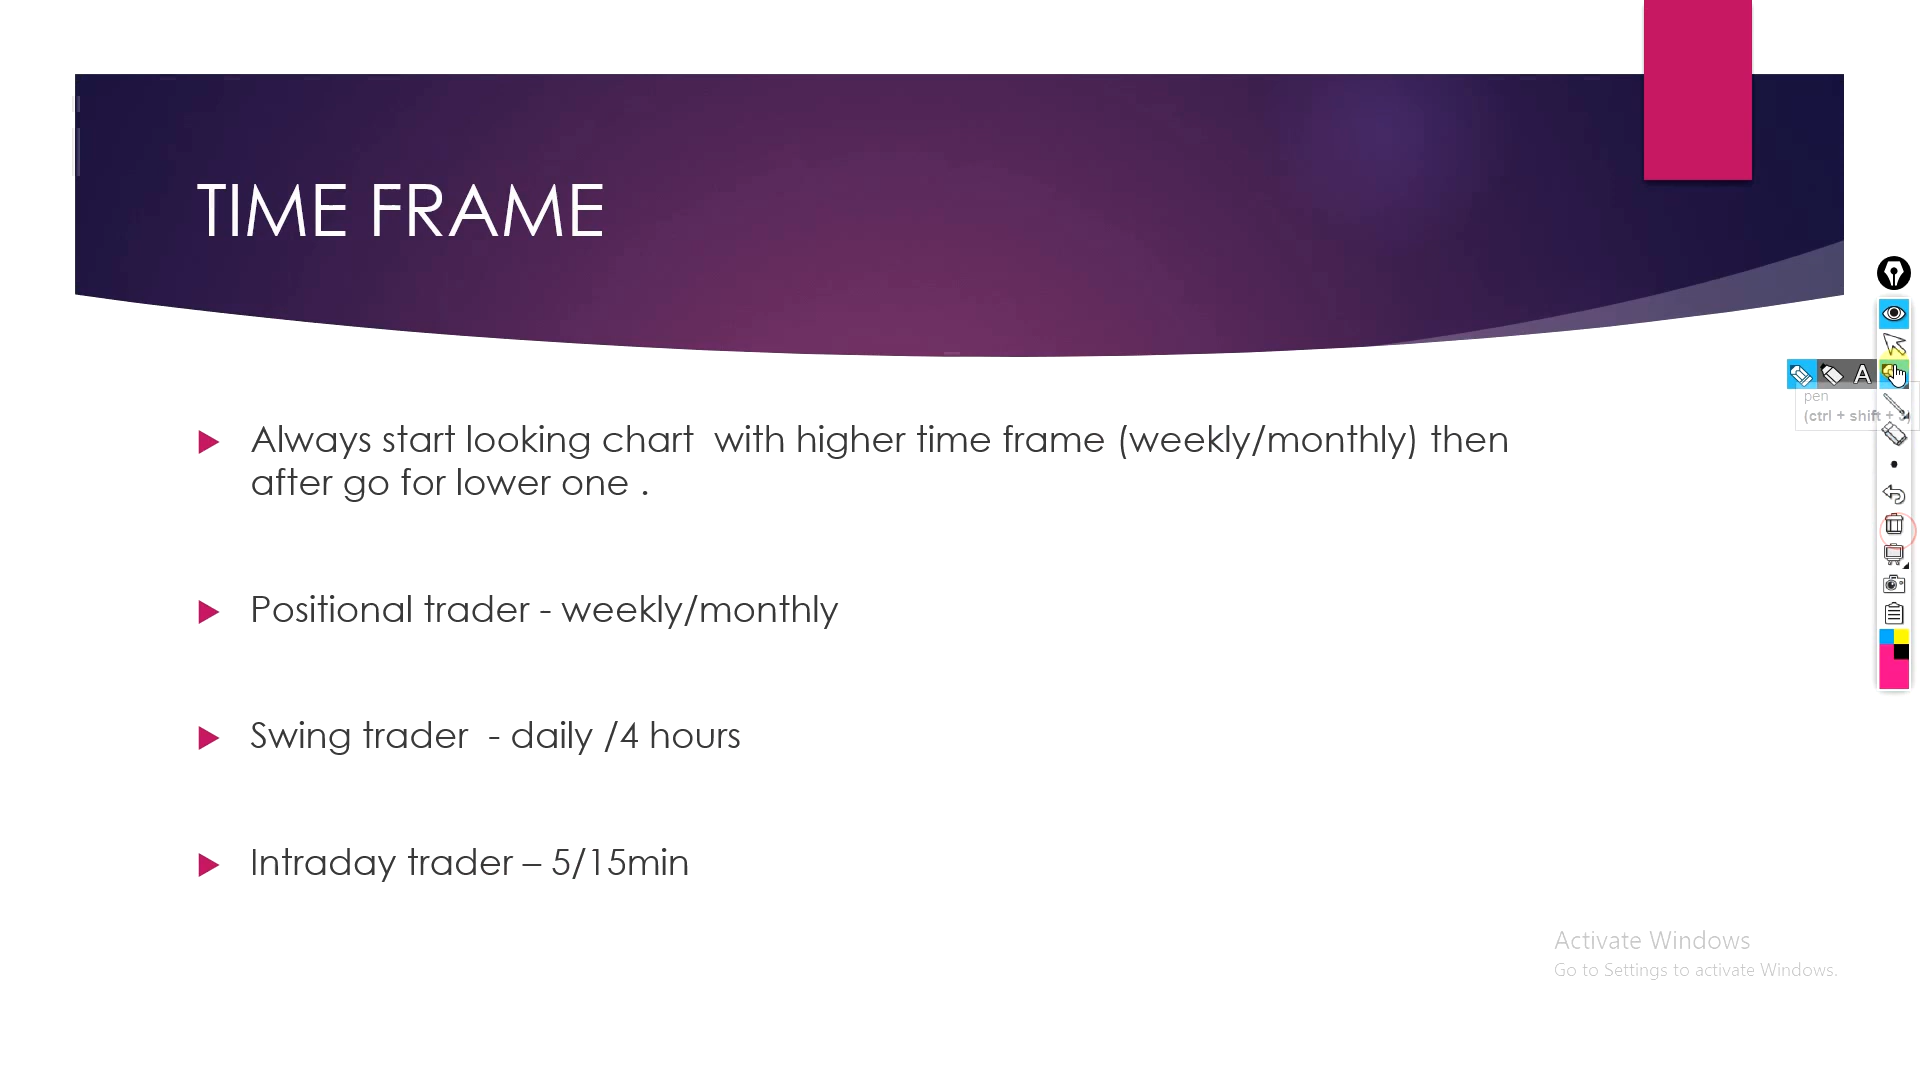 TIME FRAME
Always start looking chart with higher time frame (weekly/monthly) then
after go for lower one .
Positional trader - weekly/monthly
Swing trader - daily /4 hours
Intraday trader – 5/15min
A
pen
(ctrl + shift +
Activate Windows
Go to Settings to activate Windows.